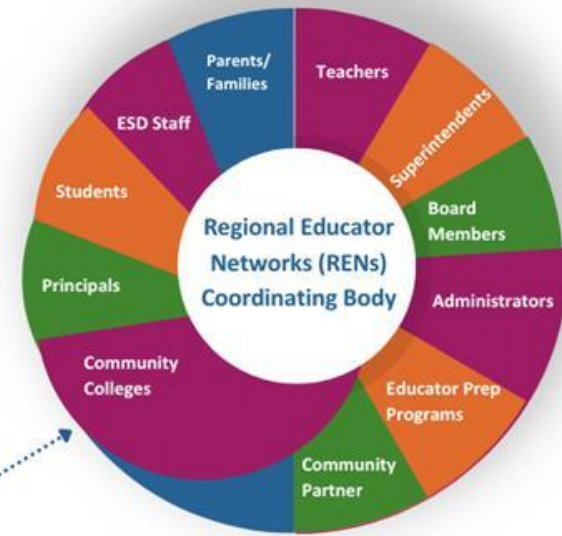 Parents/
Families
Teachers
Superintendents
Board
Members
Administrators
Educator Prep
Programs
Community
Partner
Community
Colleges
Principals
Students
ESD Staff
Regional Educator
Networks (RENs)
Coordinating Body